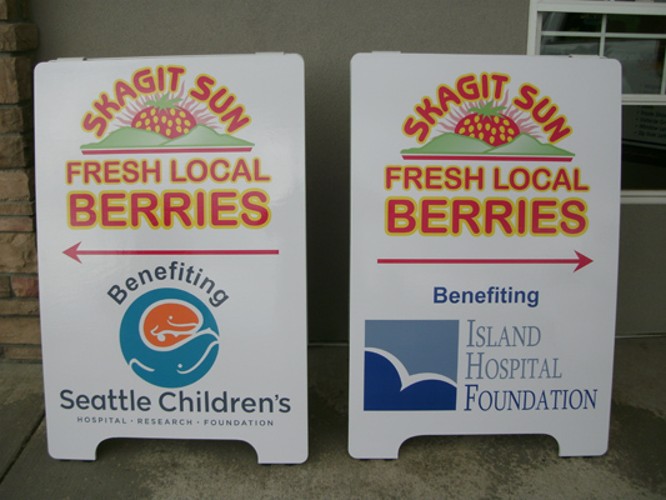 SKAGIT SUN
FRESH LOCAL
BERRIES
Benefiting
Seattle Children's
HOSPITAL • RESEARCH • FOUNDATION
SKAGIT SUN
FRESH LOCAL
BERRIES
Benefiting
ISLAND
HOSPITAL
FOUNDATION